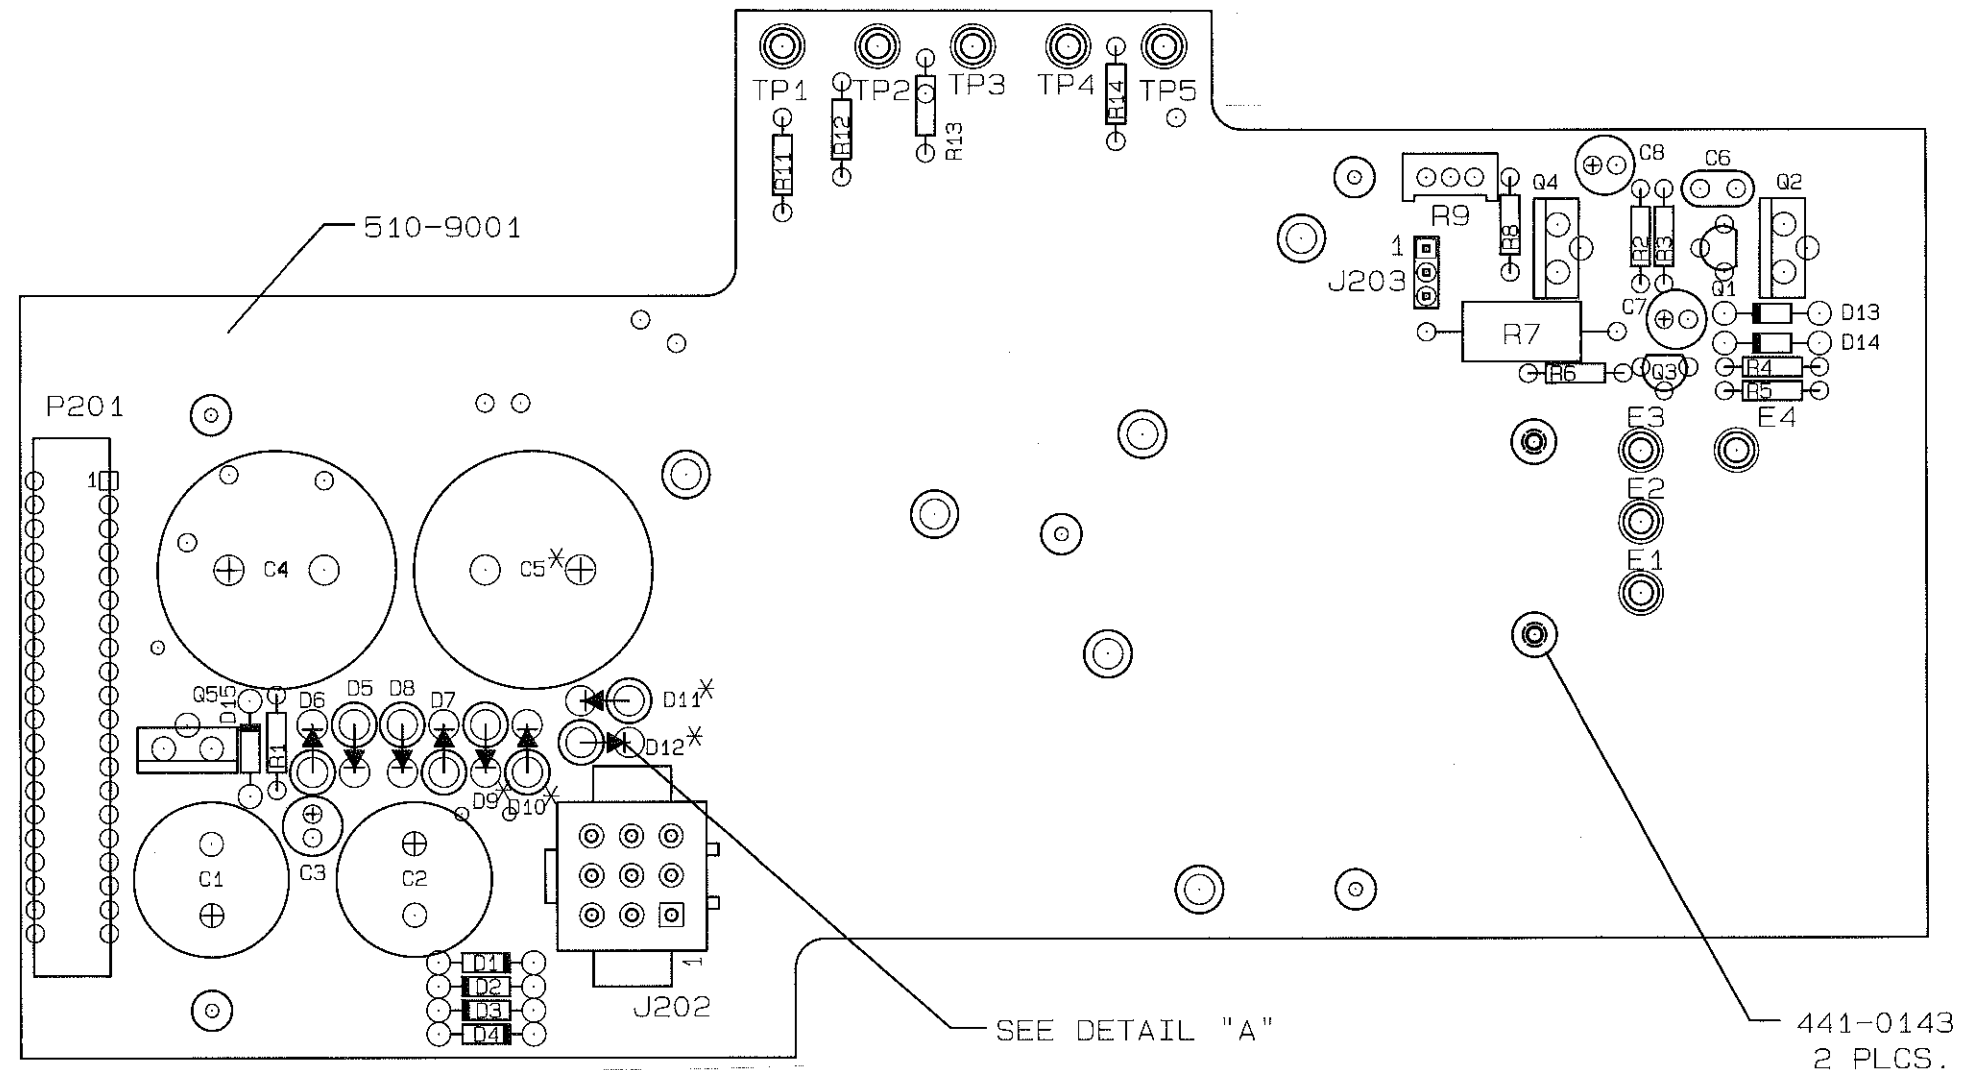 TP1
TP2
TP3
TP4
TP5
R11
R12
R13
R14
C8
C6
Q4
Q2
R9
R8
R2
R3
1
J203
Q1
C7
D13
R7
D14
R6
Q3
R4
R5
E3
E4
E2
E1
510-9001
P201
1
C4
C5*
Q5
D15
R1
D6
D5
D8
D7
D11*
D12*
D9*
D10*
C1
C3
C2
D1
D2
D3
D4
1
J202
SEE DETAIL "A"
441-0143
2 PLCS.